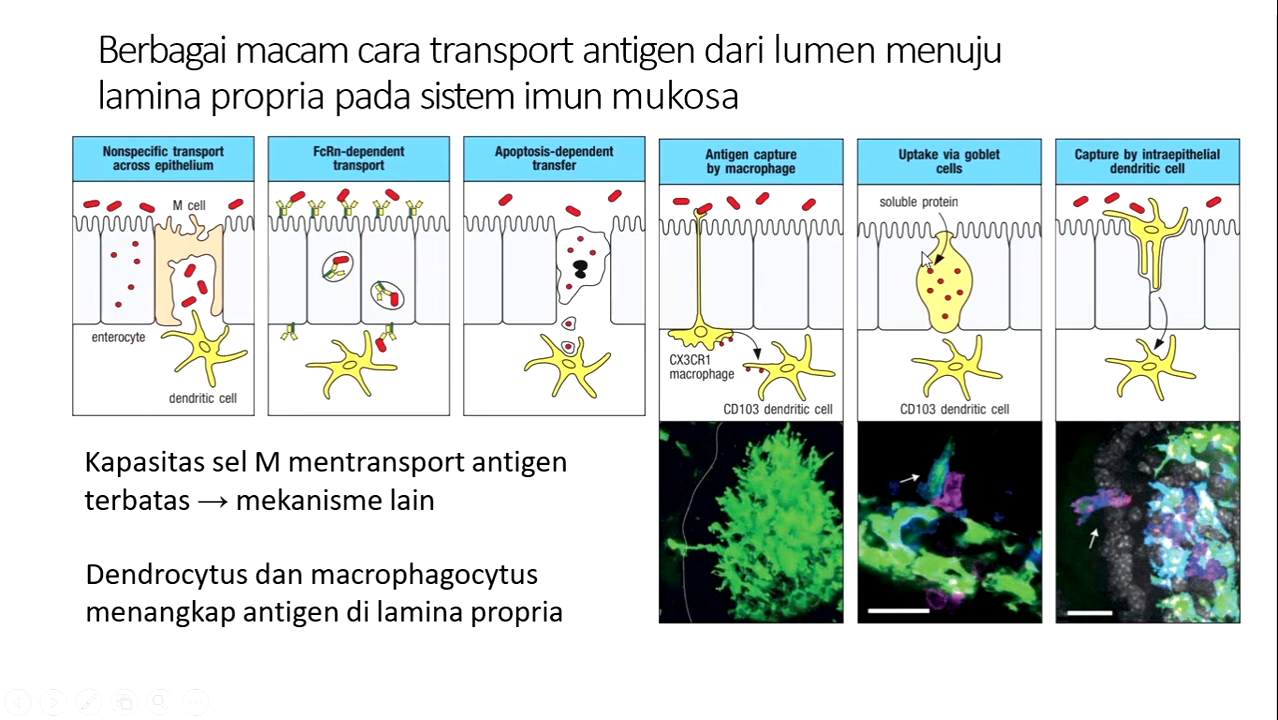 Berbagai macam cara transport antigen dari lumen menuju
lamina propria pada sistem imun mukosa
Nonspecific transport
across epithelium
M cell
enterocyte
dendritic cell
FcRn-dependent
transport
Apoptosis-dependent
transfer
Antigen capture
by macrophage
CX3CR1
macrophage
CD103 dendritic cell
Uptake via goblet
cells
soluble protein
CD103 dendritic cell
Capture by intraepithelial
dendritic cell
Kapasitas sel M mentransport antigen
terbatas → mekanisme lain
Dendrocytus dan macrophagocytus
menangkap antigen di lamina propria